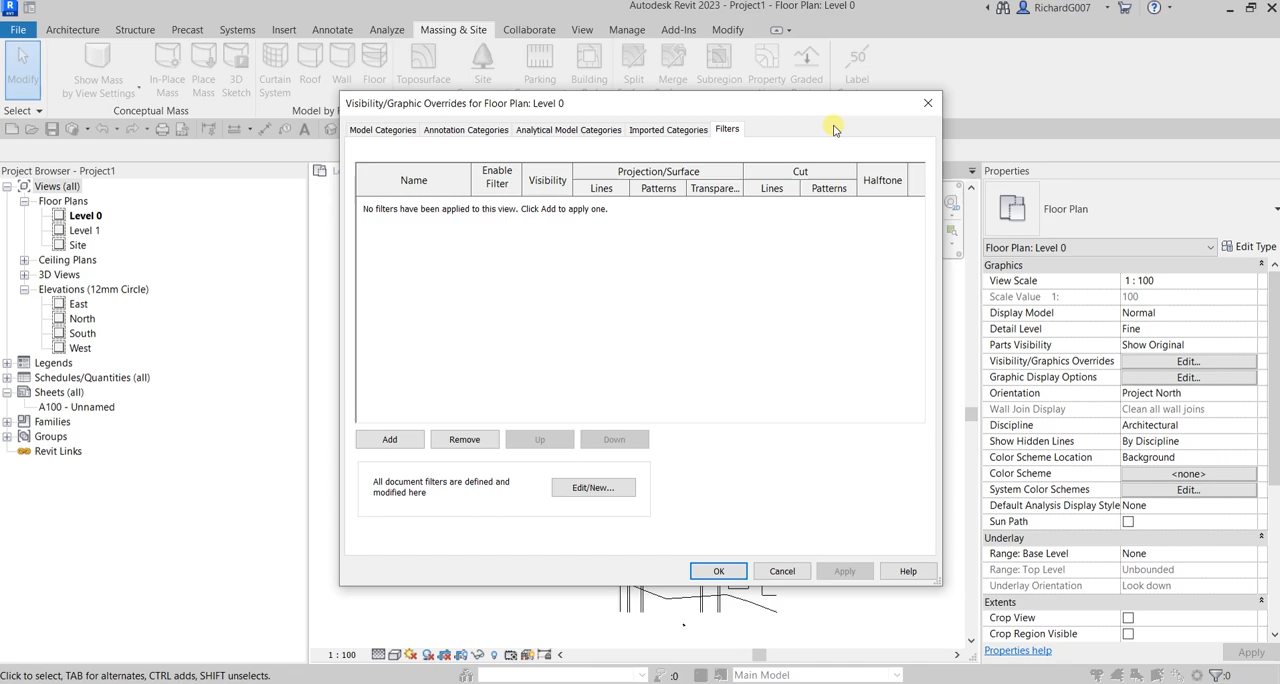 Autodesk Revit 2023 - Project1 - Floor Plan: Level 0
RichardG007
File Architecture Structure Precast Systems Insert Annotate Analyze Massing & Site Collaborate View Manage Add-Ins Modify
Modify
Show Mass
by View Settings
In-Place
Mass
Place
Mass
3D
Sketch
Curtain
System
Roof
Wall
Floor
Toposurface
Site
Parking
Building
Split
Merge
Subregion
Property
Graded
50
Label
Select
Conceptual Mass
Model by F
Project Browser - Project1
Views (all)
Floor Plans
Level 0
Level 1
Site
Ceiling Plans
3D Views
Elevations (12mm Circle)
East
North
South
West
Legends
Schedules/Quantities (all)
Sheets (all)
A100 - Unnamed
Families
Groups
Revit Links
Visibility/Graphic Overrides for Floor Plan: Level 0
Model Categories Annotation Categories Analytical Model Categories Imported Categories Filters
Name
Enable
Filter
Visibility
Projection/Surface
Cut
Halftone
Lines Patterns Transpare... Lines Patterns
No filters have been applied to this view. Click Add to apply one.
Add Remove Up Down
All document filters are defined and
modified here
Edit/New...
OK Cancel Apply Help
Properties
Floor Plan
Floor Plan: Level 0 Edit Type
Graphics
View Scale 1 : 100
Scale Value 1: 100
Display Model Normal
Detail Level Fine
Parts Visibility Show Original
Visibility/Graphics Overrides Edit...
Graphic Display Options Edit...
Orientation Project North
Wall Join Display Clean all wall joins
Discipline Architectural
Show Hidden Lines By Discipline
Color Scheme Location Background
Color Scheme <none>
System Color Schemes Edit...
Default Analysis Display Style None
Sun Path
Underlay
Range: Base Level None
Range: Top Level Unbounded
Underlay Orientation Look down
Extents
Crop View
Crop Region Visible
Properties help Apply
1 : 100
Click to select, TAB for alternates, CTRL adds, SHIFT unselects.
:0 Main Model :0